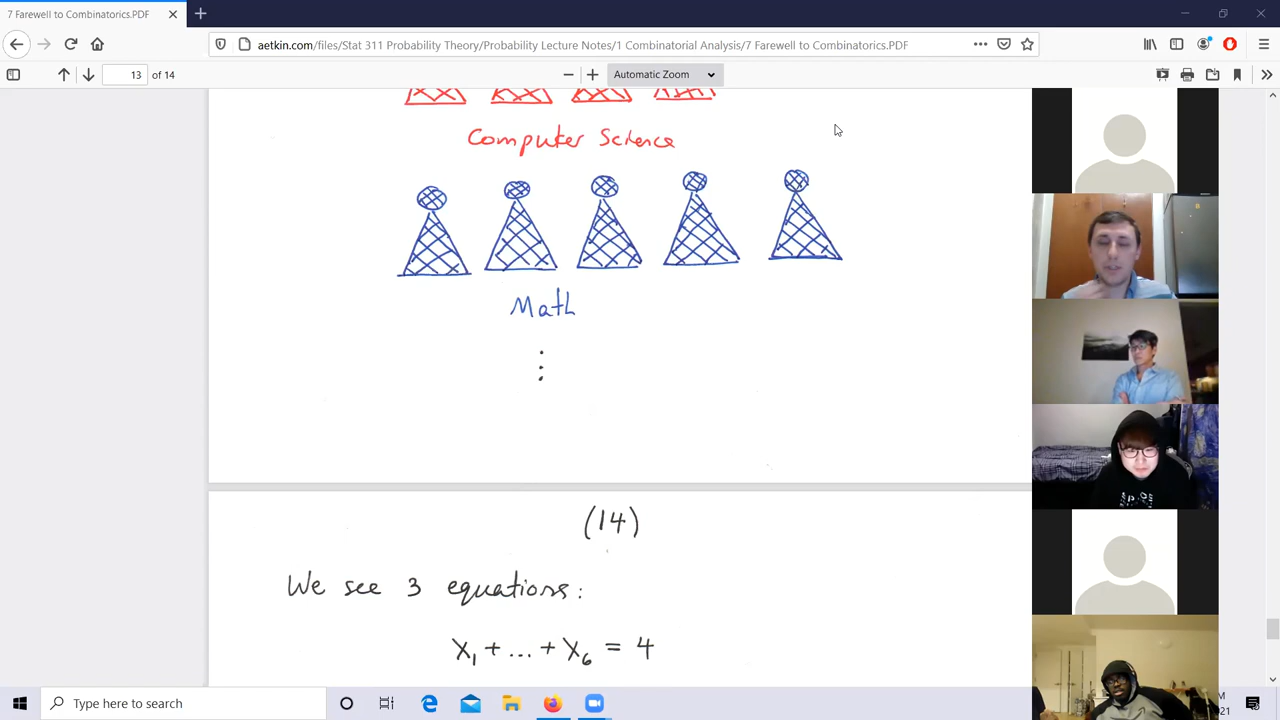 7 Farewell to Combinatorics.PDF
aetkin.com/files/Stat 311 Probability Theory/Probability Lecture Notes/1 Combinatorial Analysis/7 Farewell to Combinatorics.PDF
13 of 14
Automatic Zoom
Computer Science
Math
⋮
(14)
We see 3 equations:
X₁ + ... + X₆ = 4
Type here to search
M
021